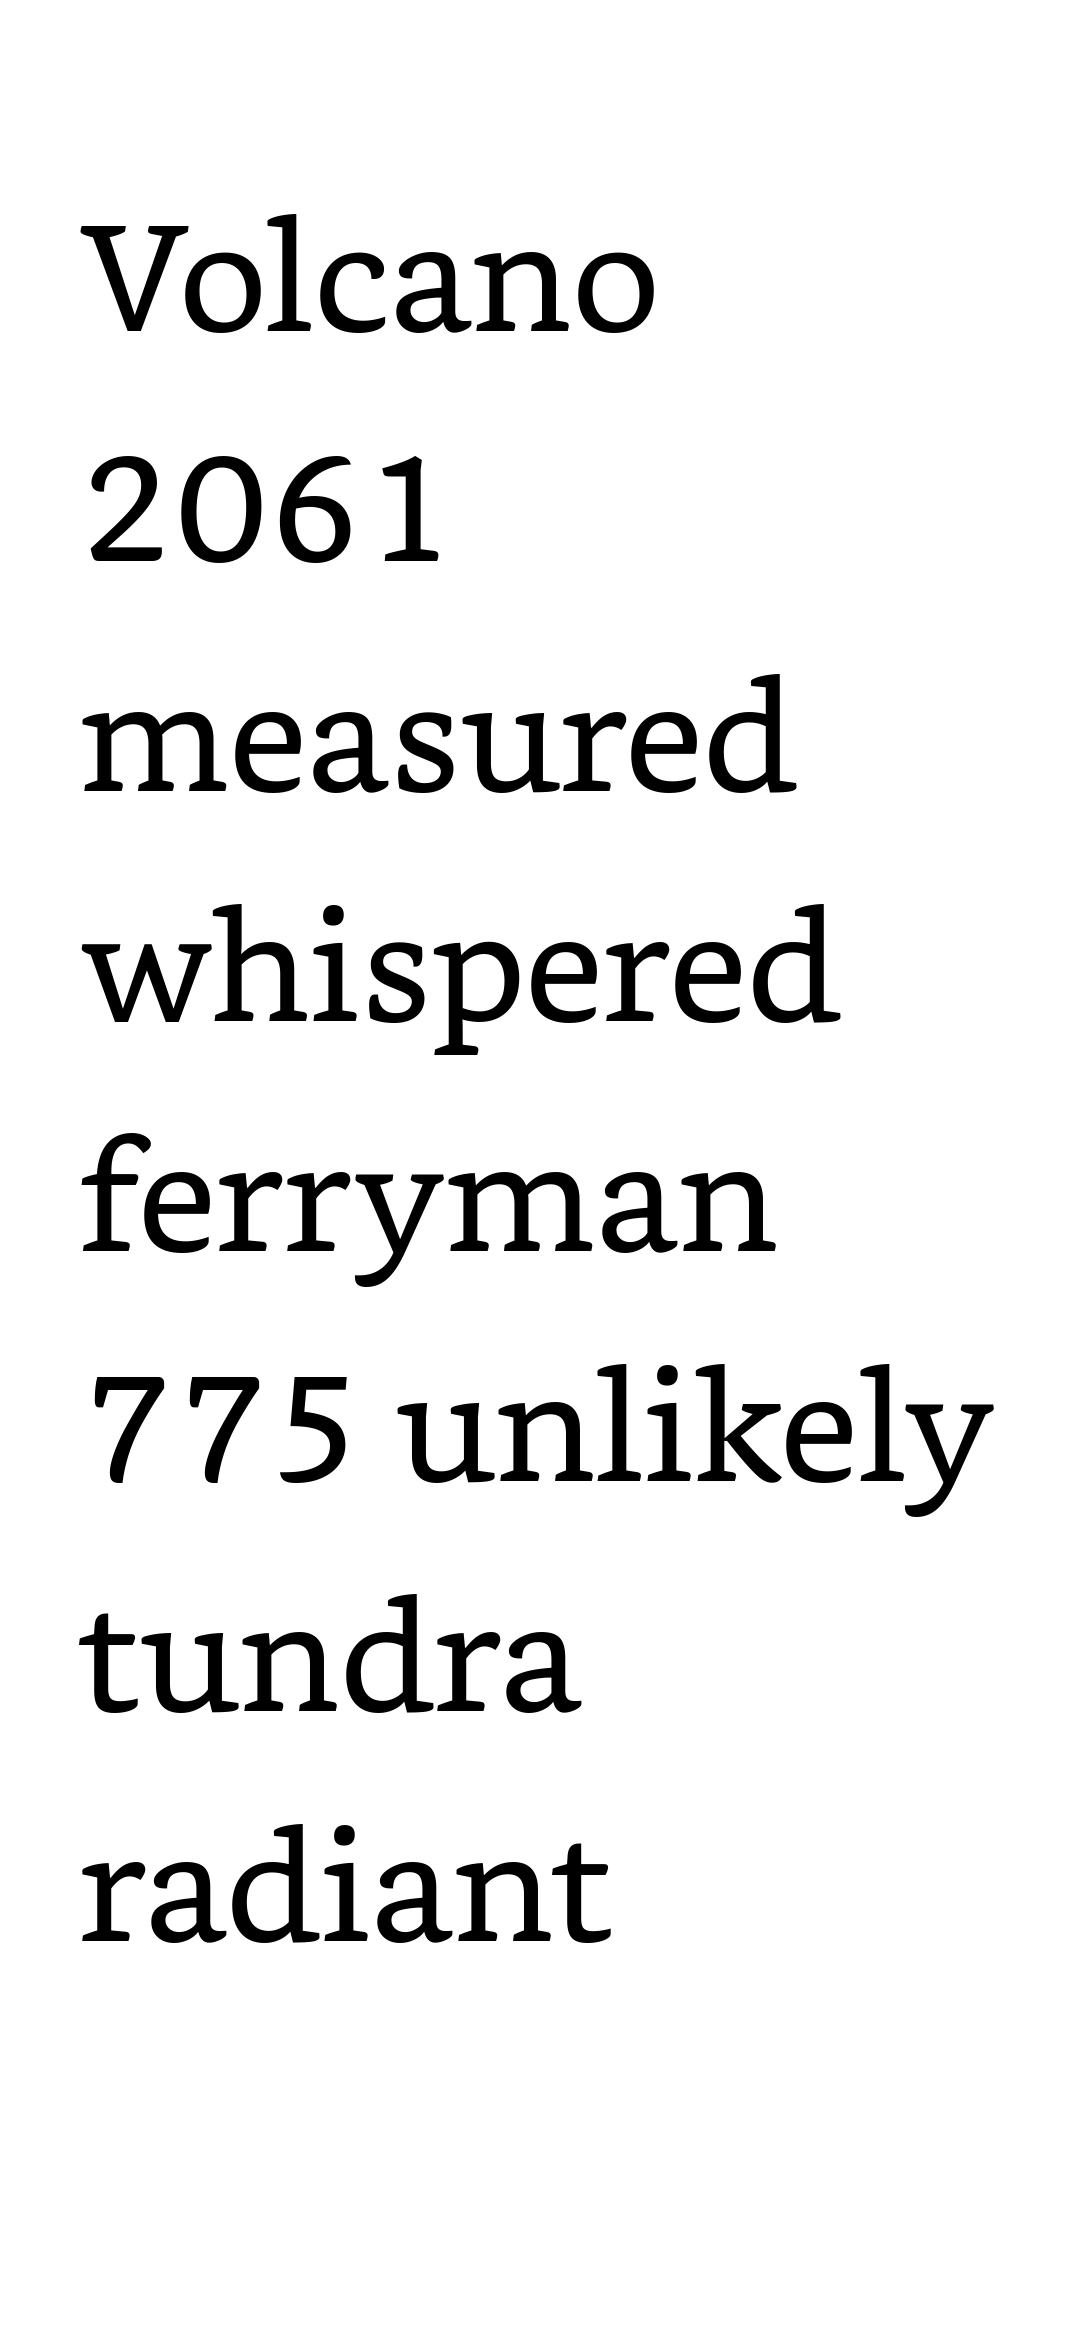 Volcano
2061
measured
whispered
ferryman
775 unlikely
tundra
radiant